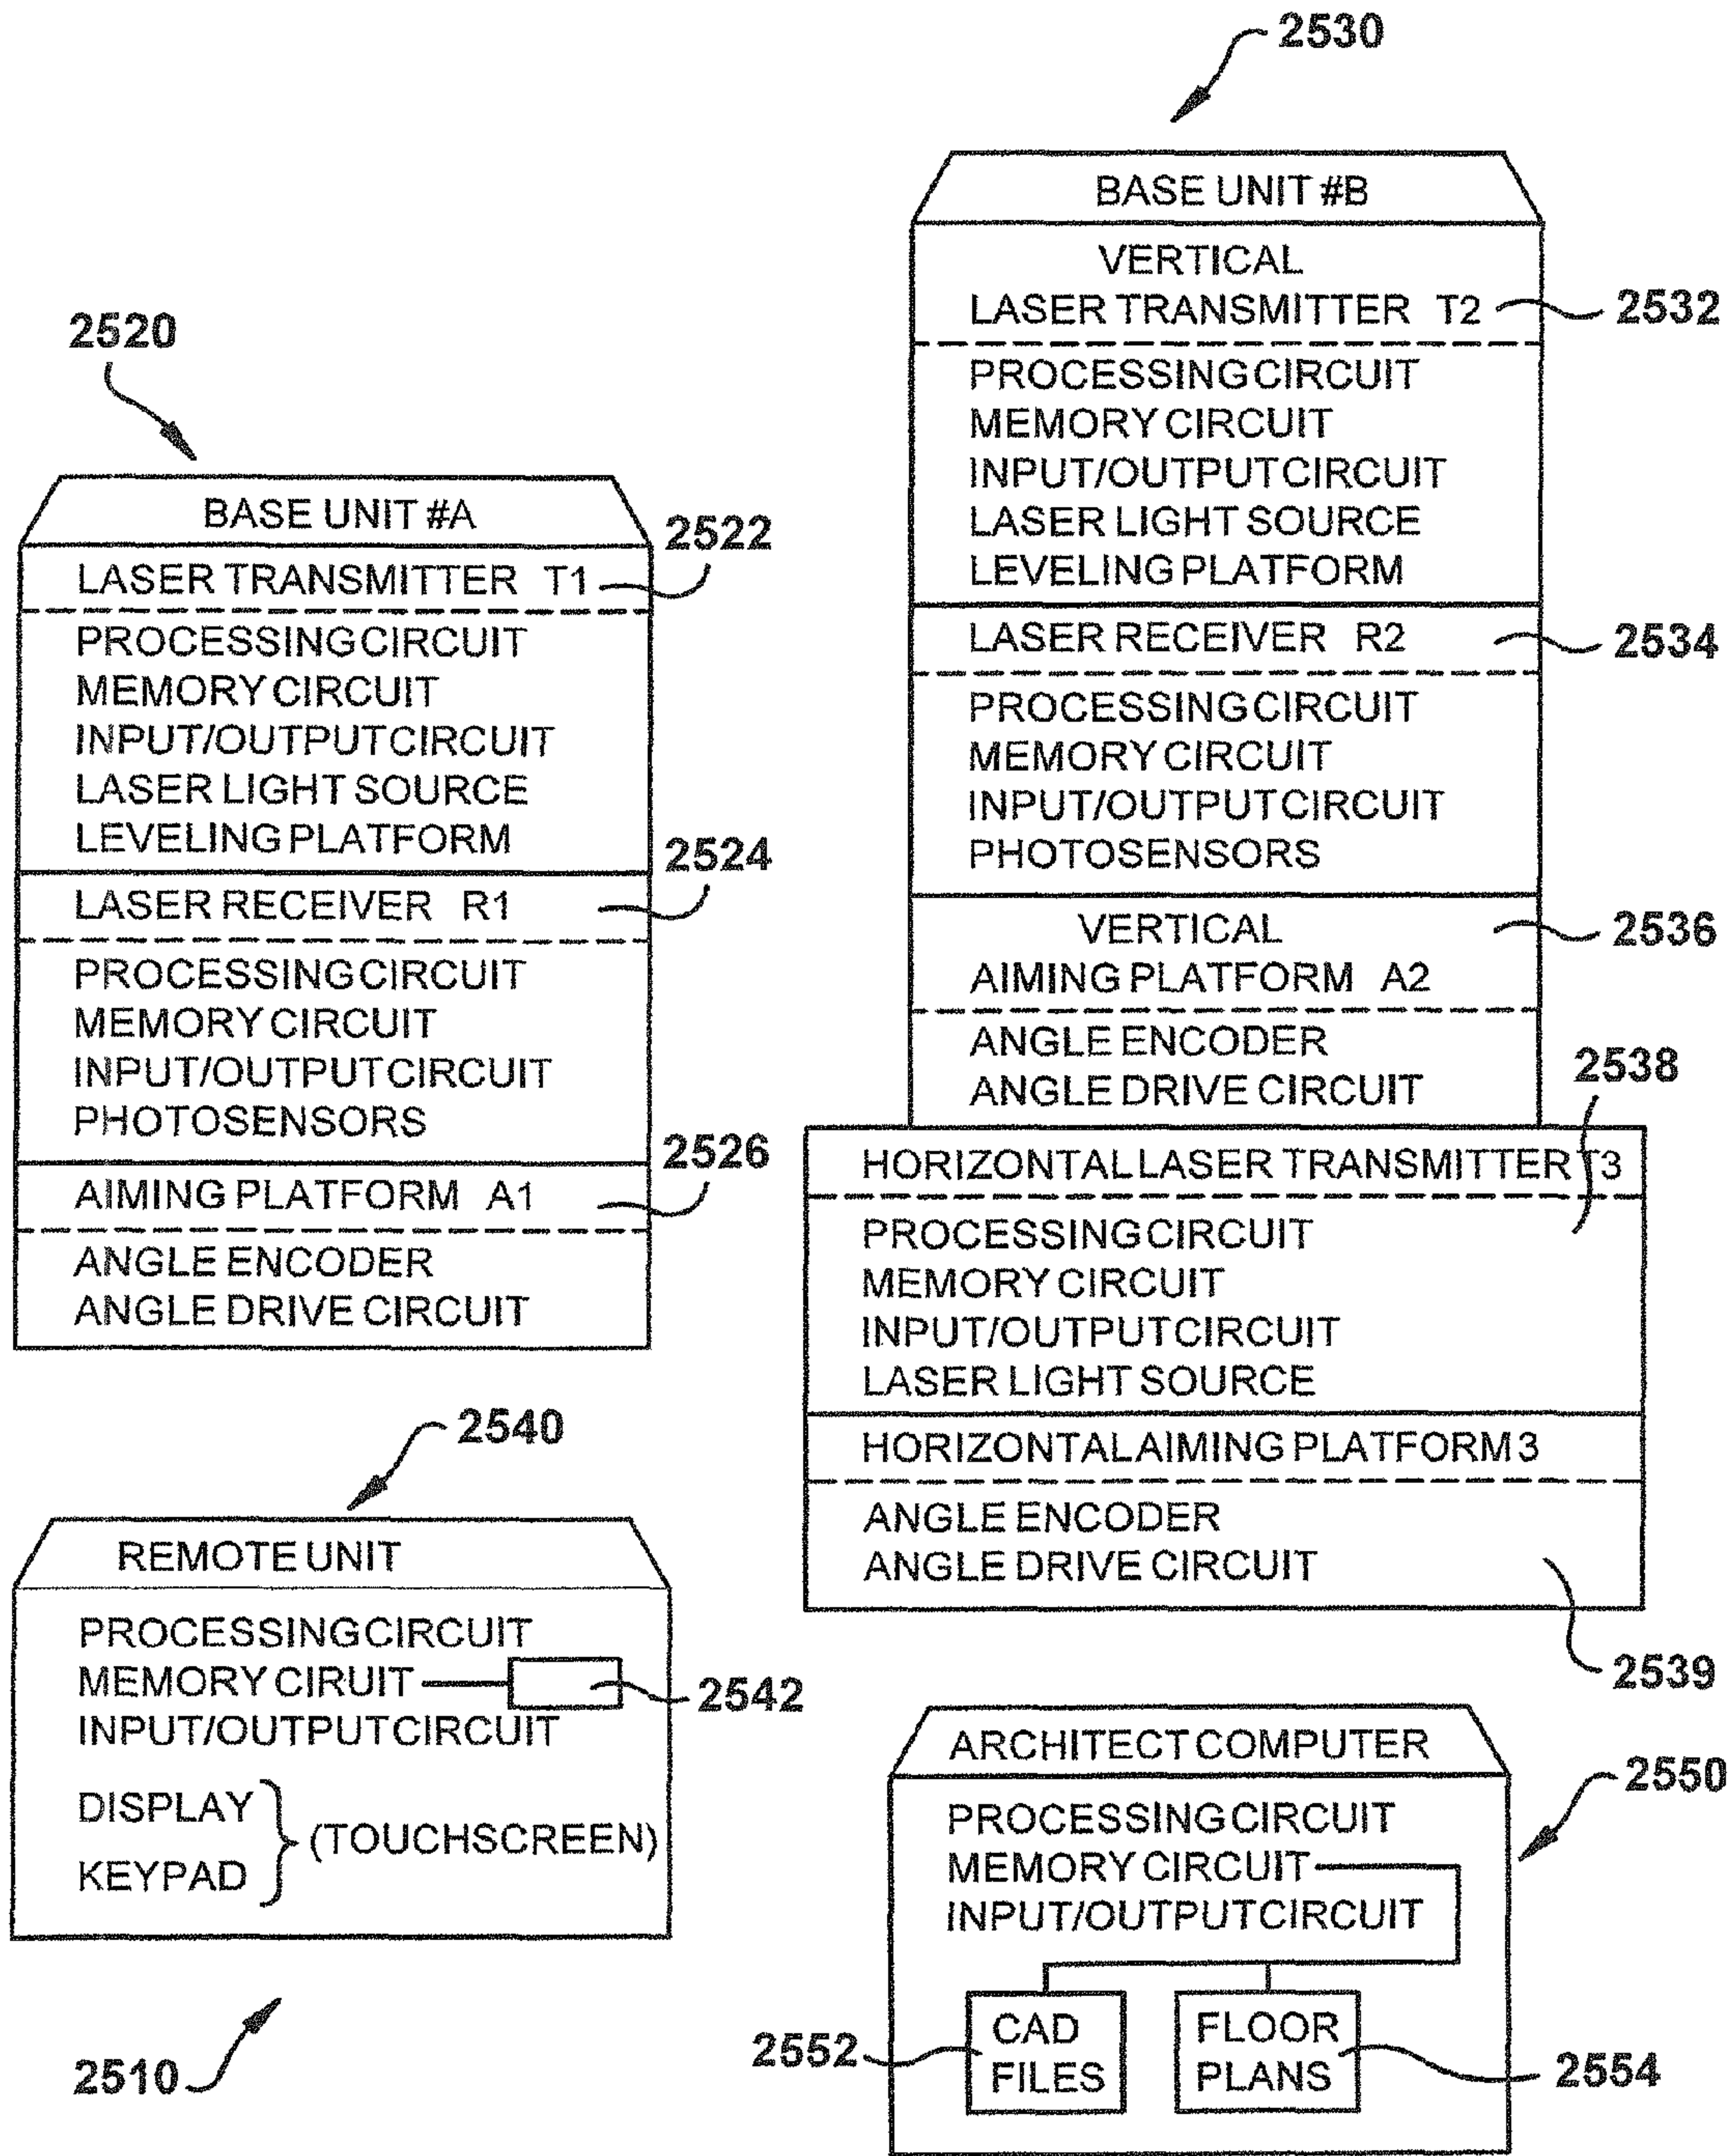 2530
BASE UNIT #B
VERTICAL
LASER TRANSMITTER T2
2532
PROCESSING CIRCUIT
MEMORY CIRCUIT
INPUT/OUTPUT CIRCUIT
LASER LIGHT SOURCE
LEVELING PLATFORM
LASER RECEIVER R2
2534
PROCESSING CIRCUIT
MEMORY CIRCUIT
INPUT/OUTPUT CIRCUIT
PHOTOSENSORS
VERTICAL
2536
AIMING PLATFORM A2
ANGLE ENCODER
2538
ANGLE DRIVE CIRCUIT
HORIZONTAL LASER TRANSMITTER T3
PROCESSING CIRCUIT
MEMORY CIRCUIT
INPUT/OUTPUT CIRCUIT
LASER LIGHT SOURCE
HORIZONTAL AIMING PLATFORM 3
ANGLE ENCODER
ANGLE DRIVE CIRCUIT
2539
2520
BASE UNIT #A
2522
LASER TRANSMITTER T1
PROCESSING CIRCUIT
MEMORY CIRCUIT
INPUT/OUTPUT CIRCUIT
LASER LIGHT SOURCE
LEVELING PLATFORM
2524
LASER RECEIVER R1
PROCESSING CIRCUIT
MEMORY CIRCUIT
INPUT/OUTPUT CIRCUIT
PHOTOSENSORS
2526
AIMING PLATFORM A1
ANGLE ENCODER
ANGLE DRIVE CIRCUIT
2540
REMOTE UNIT
PROCESSING CIRCUIT
MEMORY CIRUIT
2542
INPUT/OUTPUT CIRCUIT
DISPLAY
(TOUCHSCREEN)
KEYPAD
2510
ARCHITECT COMPUTER
2550
PROCESSING CIRCUIT
MEMORY CIRCUIT
INPUT/OUTPUT CIRCUIT
2552
CAD
FILES
FLOOR
PLANS
2554